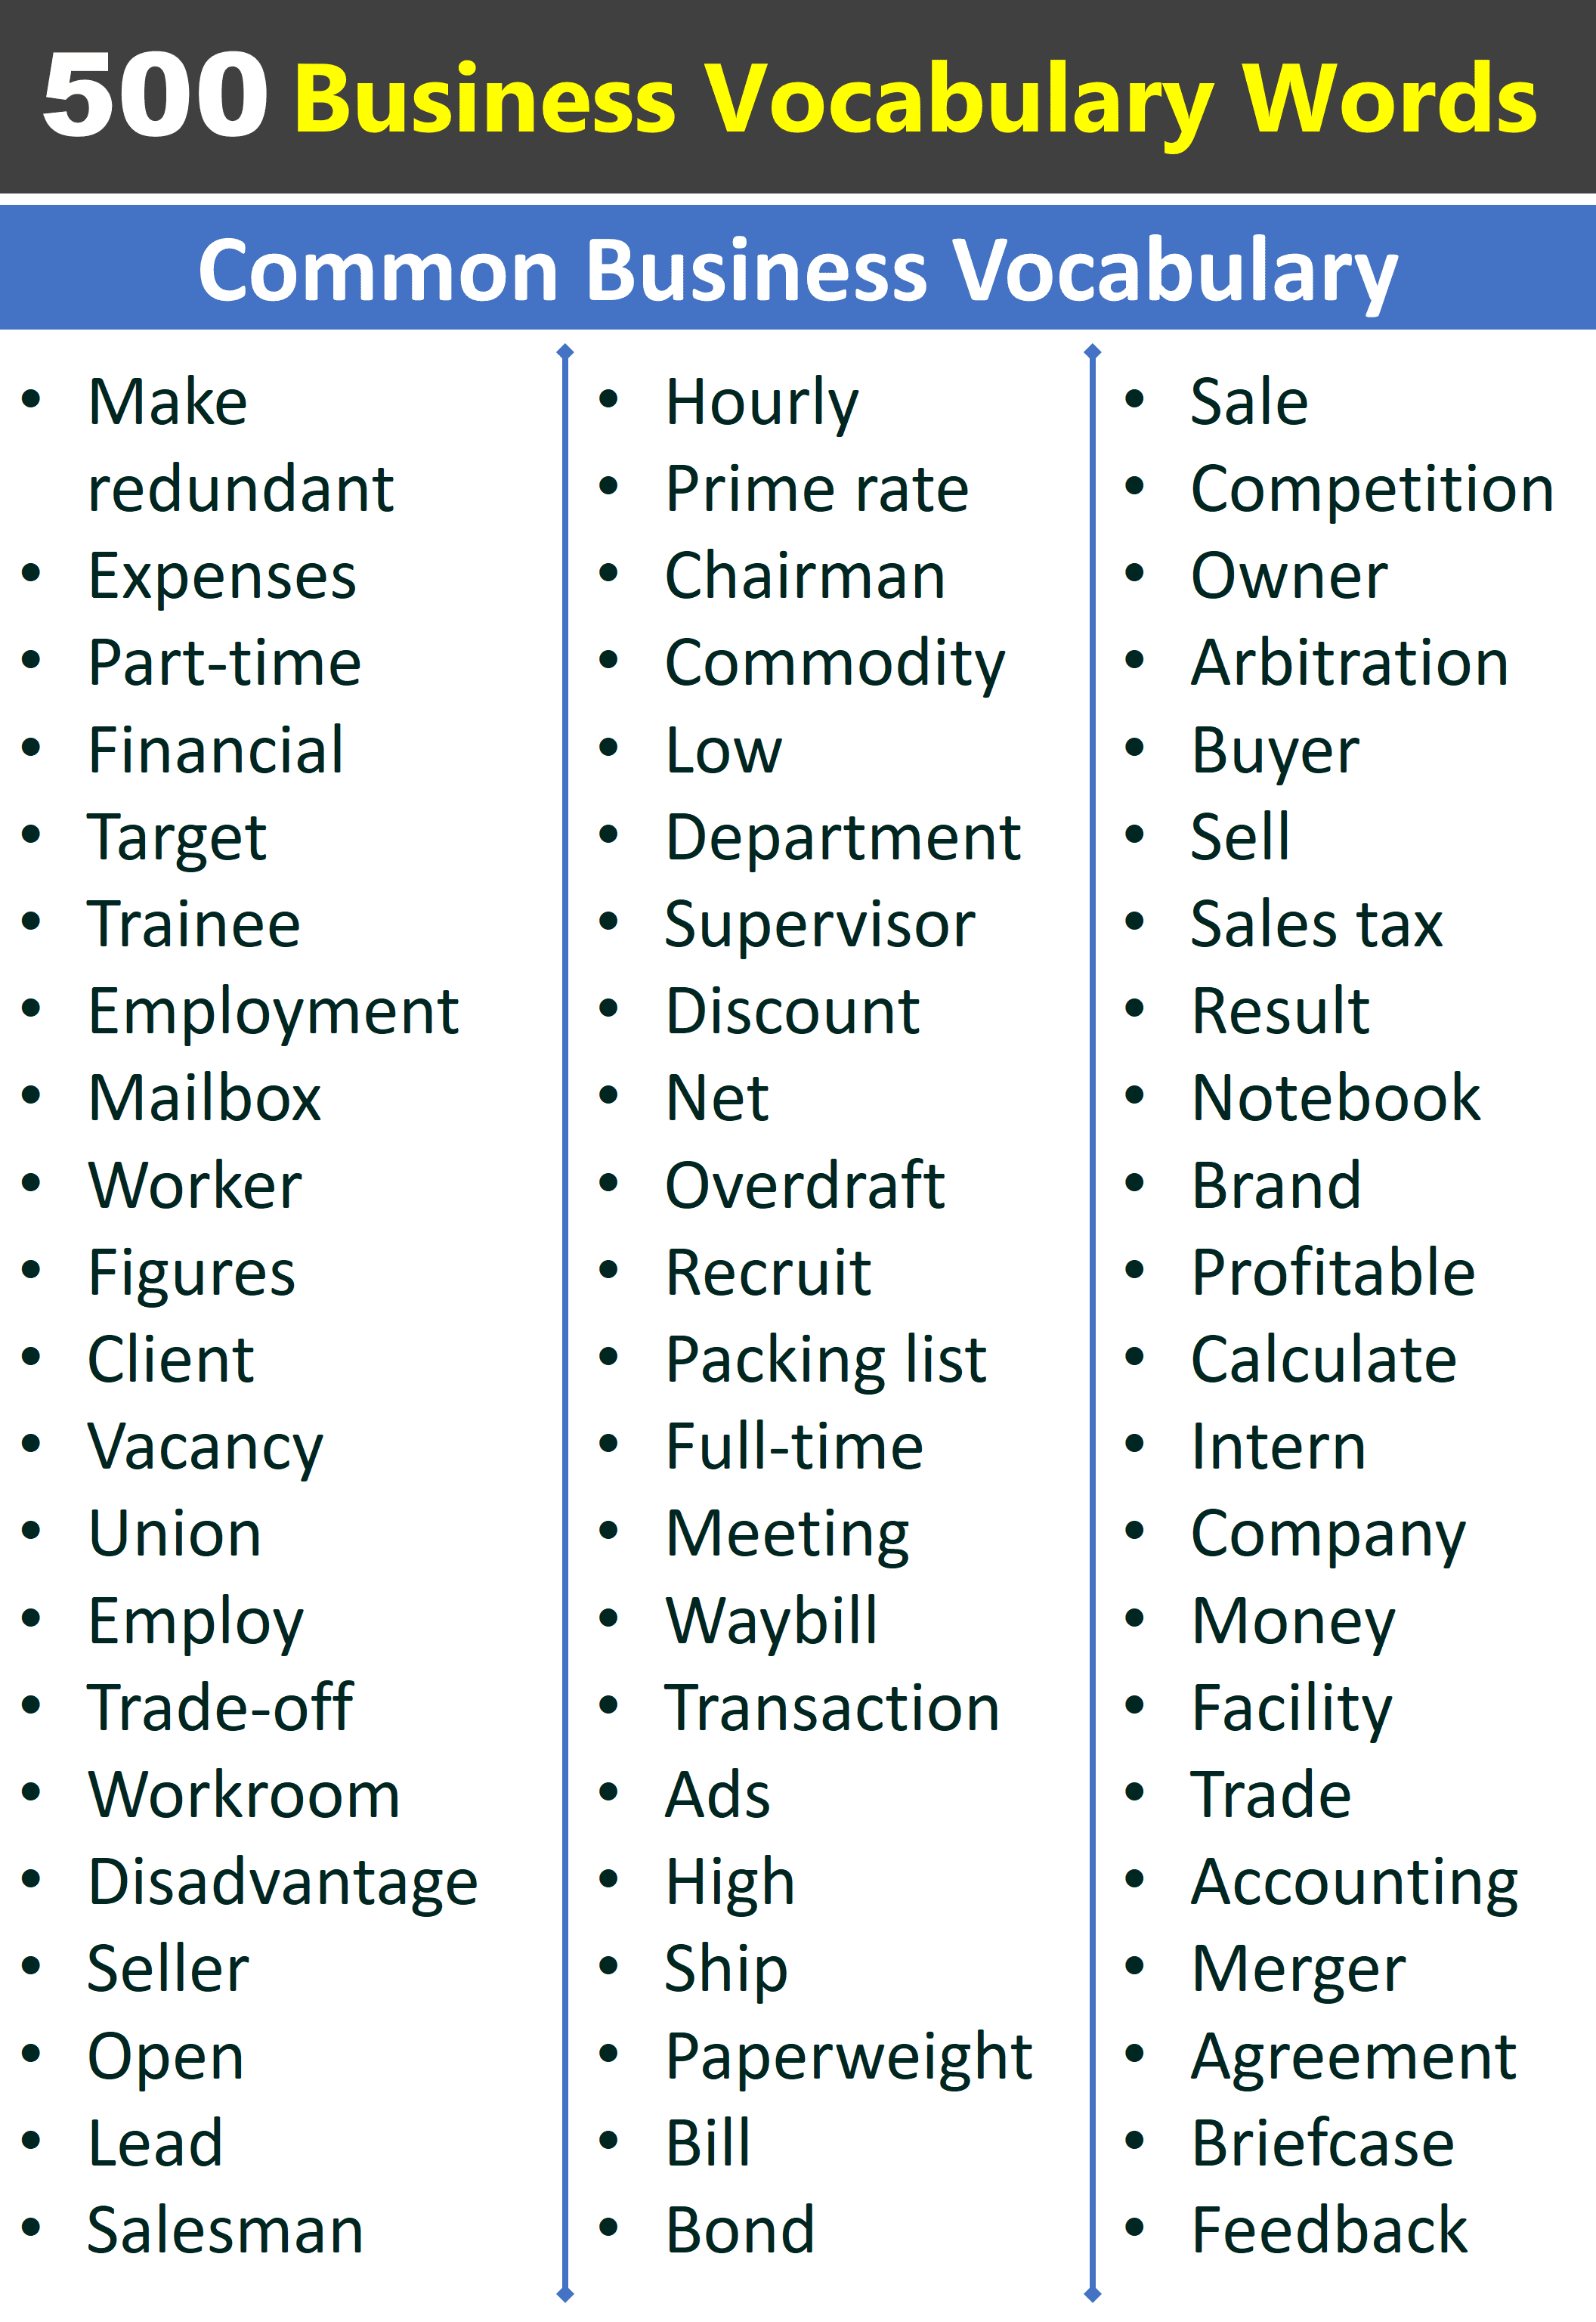 500 Business Vocabulary Words
Common Business Vocabulary
• Make
redundant
• Expenses
• Part-time
• Financial
• Target
• Trainee
• Employment
• Mailbox
• Worker
• Figures
• Client
• Vacancy
• Union
• Employ
• Trade-off
• Workroom
• Disadvantage
• Seller
• Open
• Lead
• Salesman
• Hourly
• Prime rate
• Chairman
• Commodity
• Low
• Department
• Supervisor
• Discount
• Net
• Overdraft
• Recruit
• Packing list
• Full-time
• Meeting
• Waybill
• Transaction
• Ads
• High
• Ship
• Paperweight
• Bill
• Bond
• Sale
• Competition
• Owner
• Arbitration
• Buyer
• Sell
• Sales tax
• Result
• Notebook
• Brand
• Profitable
• Calculate
• Intern
• Company
• Money
• Facility
• Trade
• Accounting
• Merger
• Agreement
• Briefcase
• Feedback